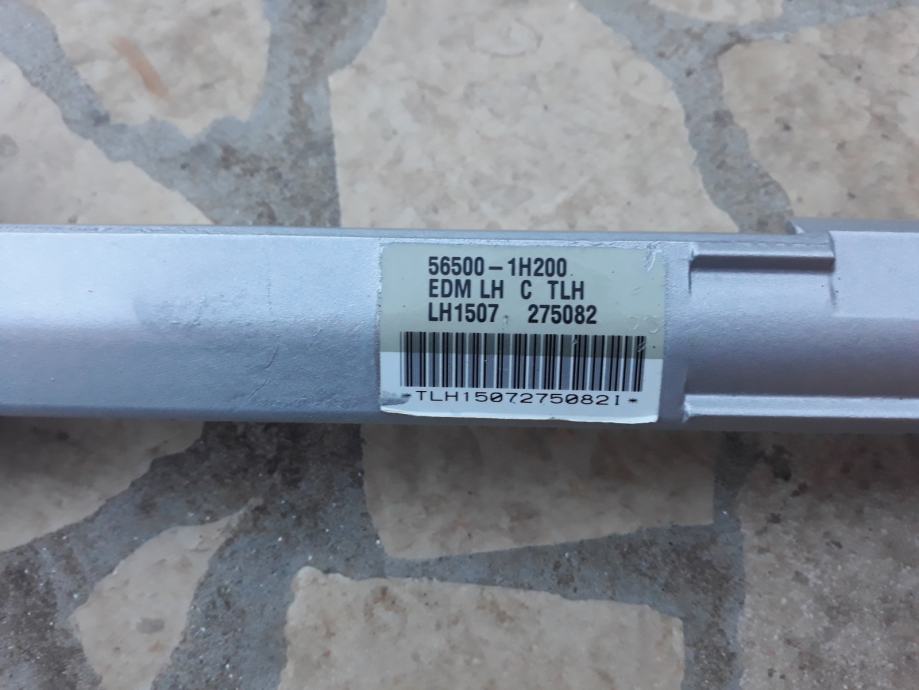 56500-1H200
EDM LH C TLH
LH1507 275082
*TLH15072750821*